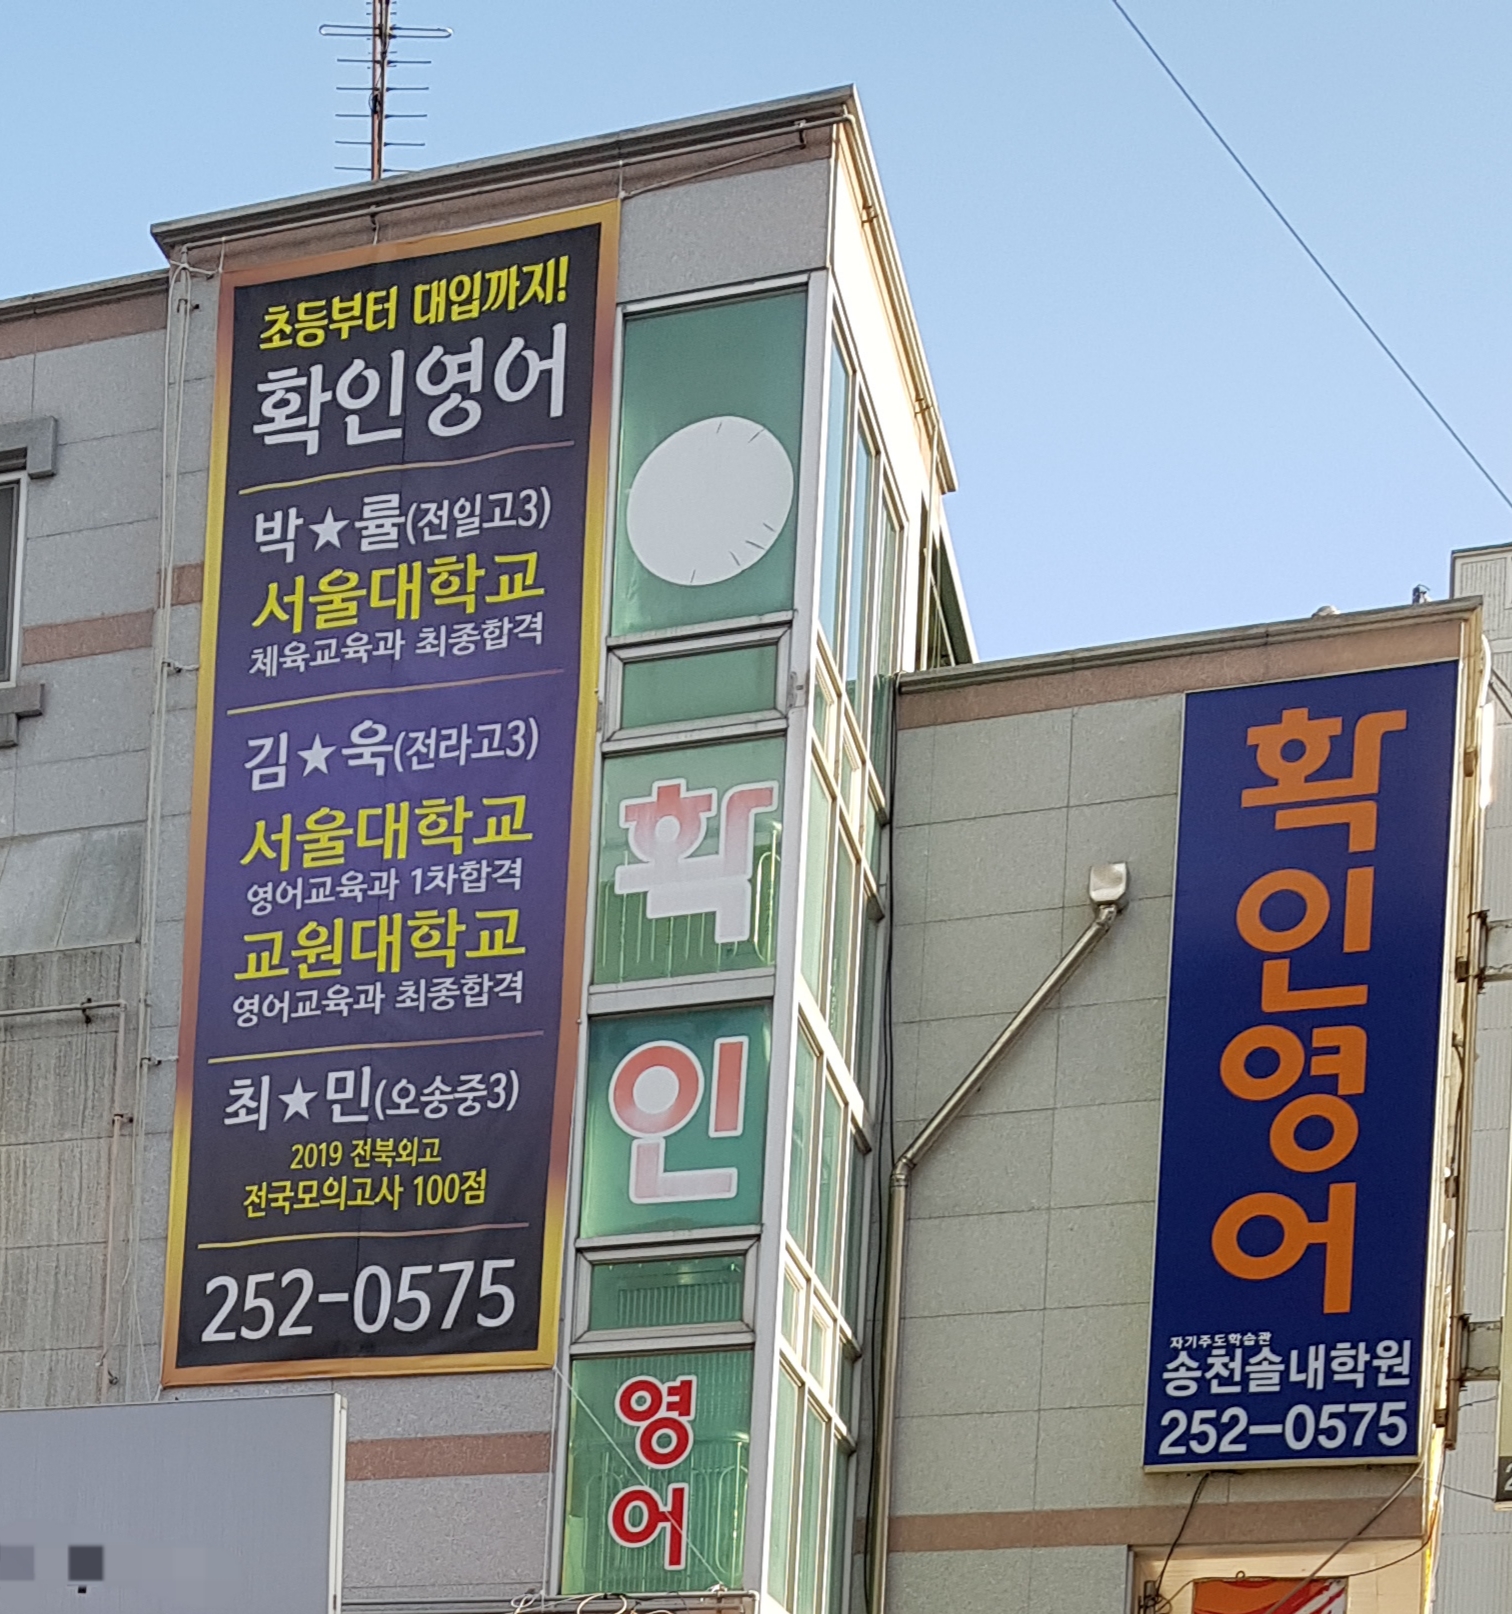 초등부터 대입까지!
확인영어
박★률(전일고3)
서울대학교
체육교육과 최종합격
김★욱(전라고3)
서울대학교
영어교육과 1차합격
교원대학교
영어교육과 최종합격
최★민(오송중3)
2019 전북외고
전국모의고사 100점
252-0575
확
인
영
어
확
인
영
어
자기주도학습관
송천솔내학원
252-0575